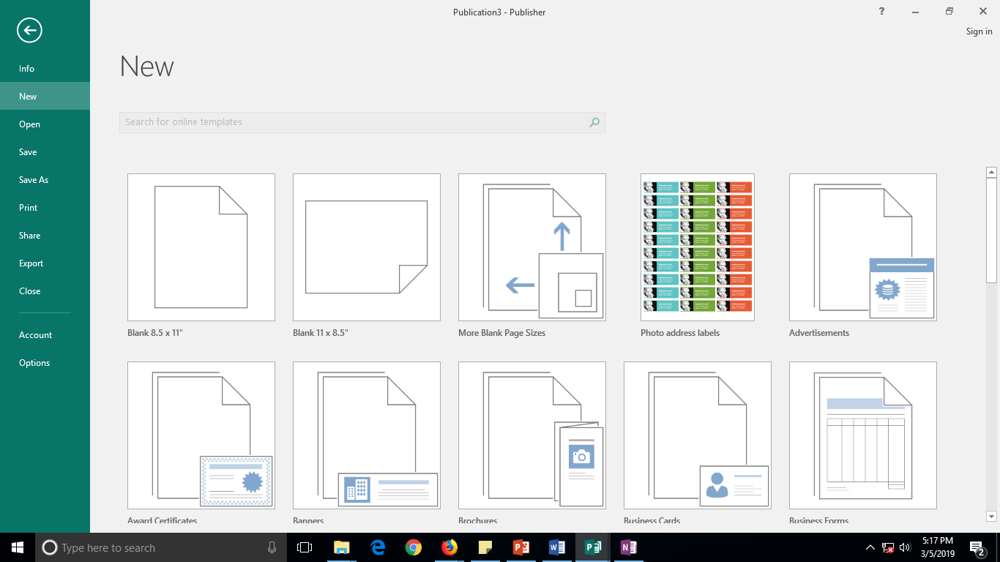 Publication3 - Publisher
?
Sign in
Info
New
Open
Save
Save As
Print
Share
Export
Close
Account
Options
New
Search for online templates
Blank 8.5 x 11"
Blank 11 x 8.5"
More Blank Page Sizes
Photo address labels
Advertisements
Award Certificates
Banners
Brochures
Business Cards
Business Forms
Type here to search
5:17 PM
3/5/2019
2